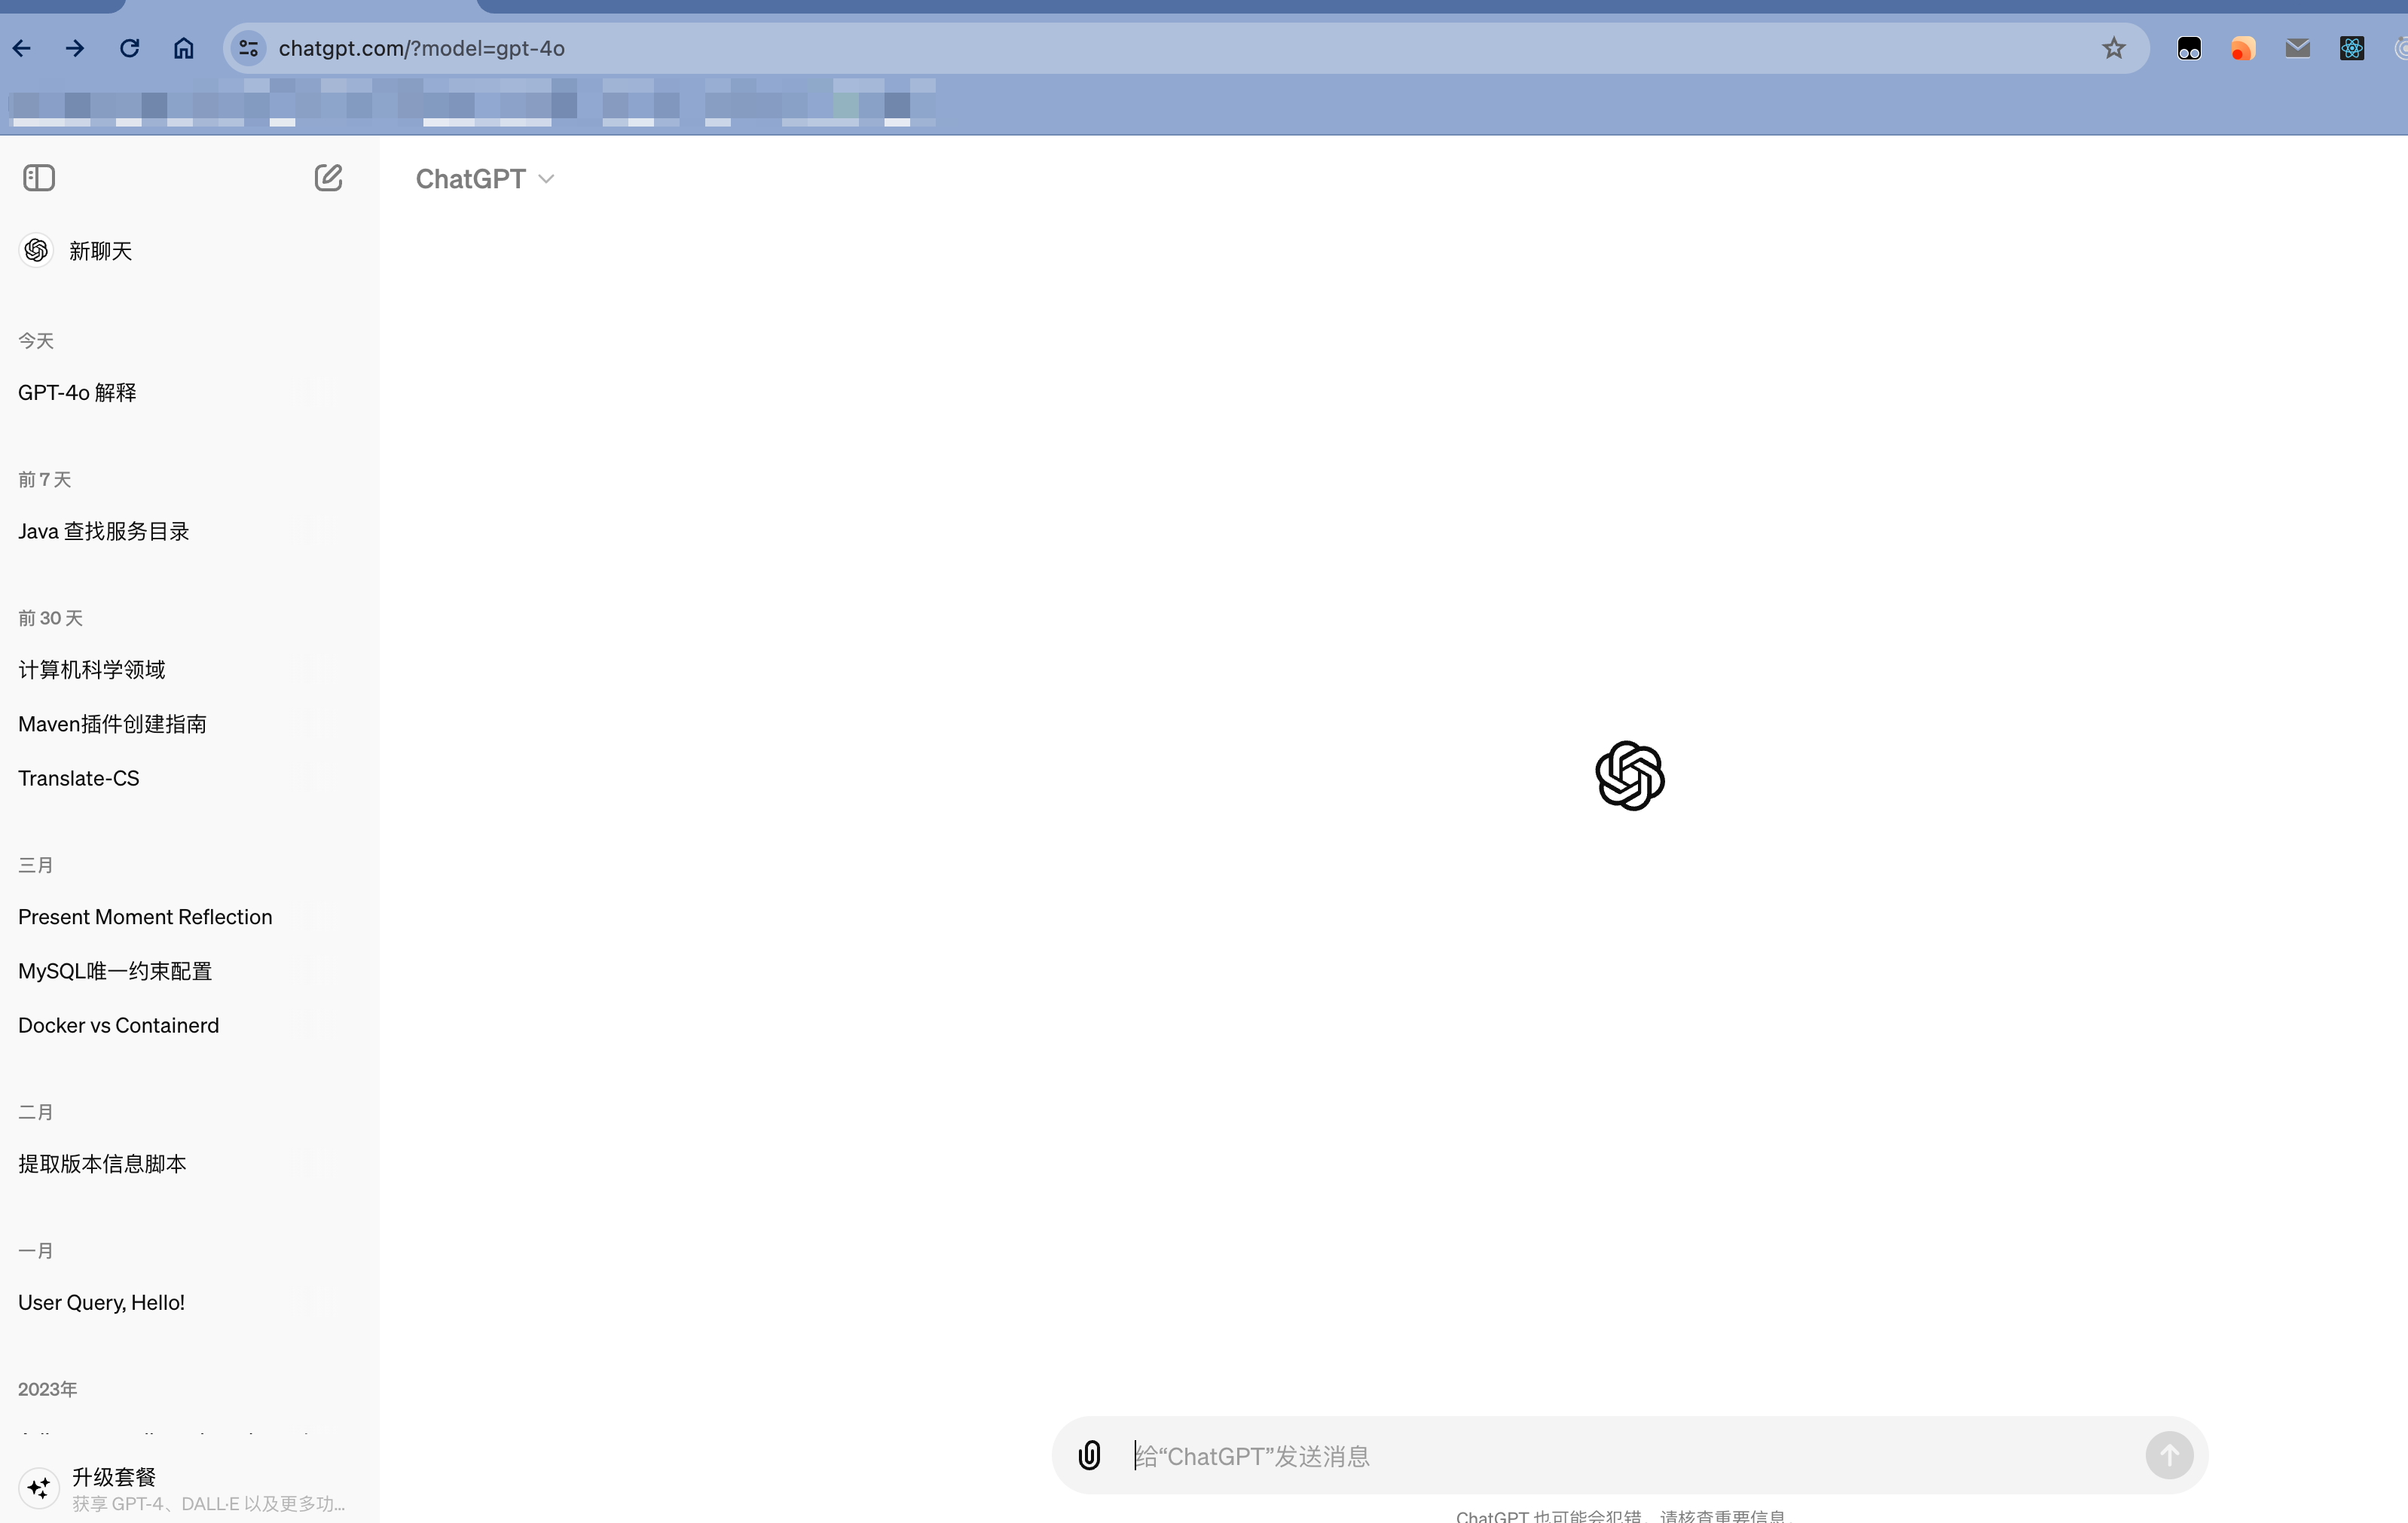 chatgpt.com/?model=gpt-4o
ChatGPT
新聊天
今天
GPT-4o 解释
前 7 天
Java 查找服务目录
前 30 天
计算机科学领域
Maven插件创建指南
Translate-CS
三月
Present Moment Reflection
MySQL唯一约束配置
Docker vs Containerd
二月
提取版本信息脚本
一月
User Query, Hello!
2023年
升级套餐
获享 GPT-4、DALL·E 以及更多功...
给“ChatGPT”发送消息
ChatGPT 也可能会犯错。请核查重要信息。